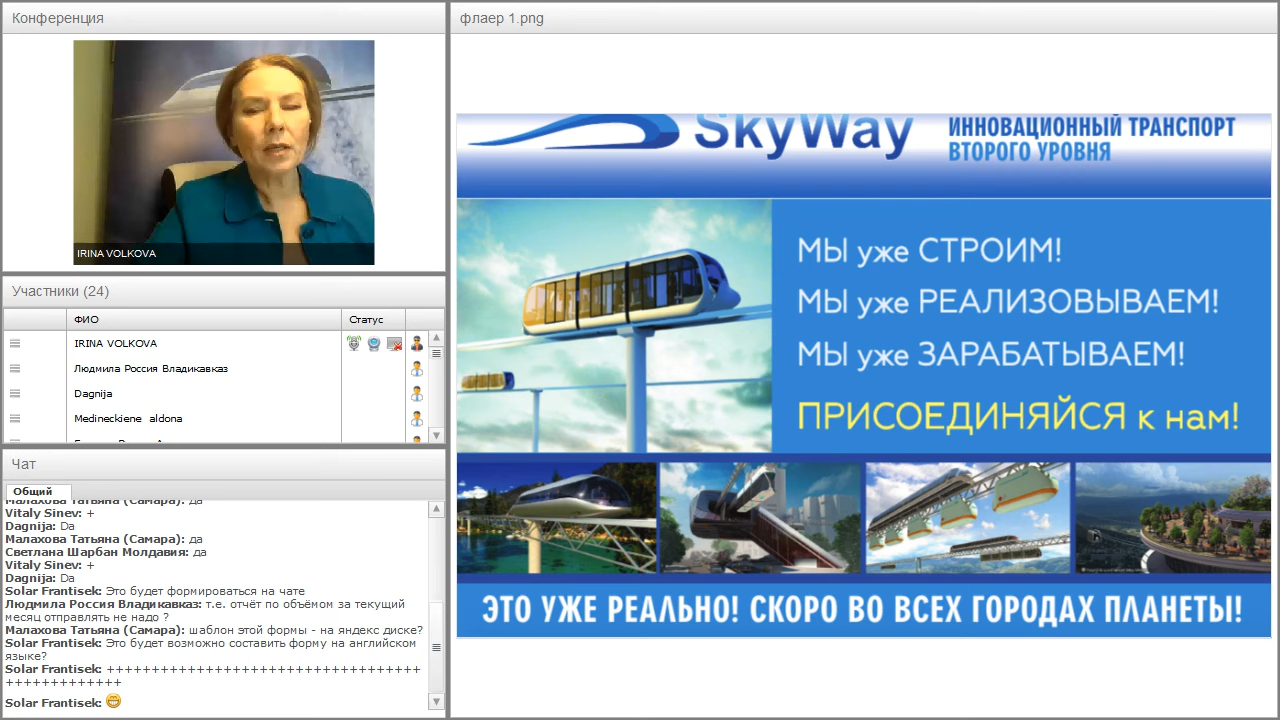 Конференция
IRINA VOLKOVA
Участники (24)
ФИО
Статус
IRINA VOLKOVA
Людмила Россия Владикавказ
Dagnija
Medineckiene aldona
Чат
Общий
Малахова Татьяна (Самара): да
Vitaly Sinev: +
Dagnija: Da
Малахова Татьяна (Самара): да
Светлана Шарбан Молдавия: да
Vitaly Sinev: +
Dagnija: Da
Solar Frantisek: Это будет формироваться на чате
Людмила Россия Владикавказ: т.е. отчёт по объёмом за текущий
месяц отправлять не надо ?
Малахова Татьяна (Самара): шаблон этой формы - на яндекс диске?
Solar Frantisek: Это будет возможно составить форму на английском
языке?
Solar Frantisek: ++++++++++++++++++++++++++++++++++
+++++++++++++
Solar Frantisek:
флаер 1.png
SkyWay
ИННОВАЦИОННЫЙ ТРАНСПОРТ
ВТОРОГО УРОВНЯ
МЫ уже СТРОИМ!
МЫ уже РЕАЛИЗОВЫВАЕМ!
МЫ уже ЗАРАБАТЫВАЕМ!
ПРИСОЕДИНЯЙСЯ к нам!
ЭТО УЖЕ РЕАЛЬНО! СКОРО ВО ВСЕХ ГОРОДАХ ПЛАНЕТЫ!